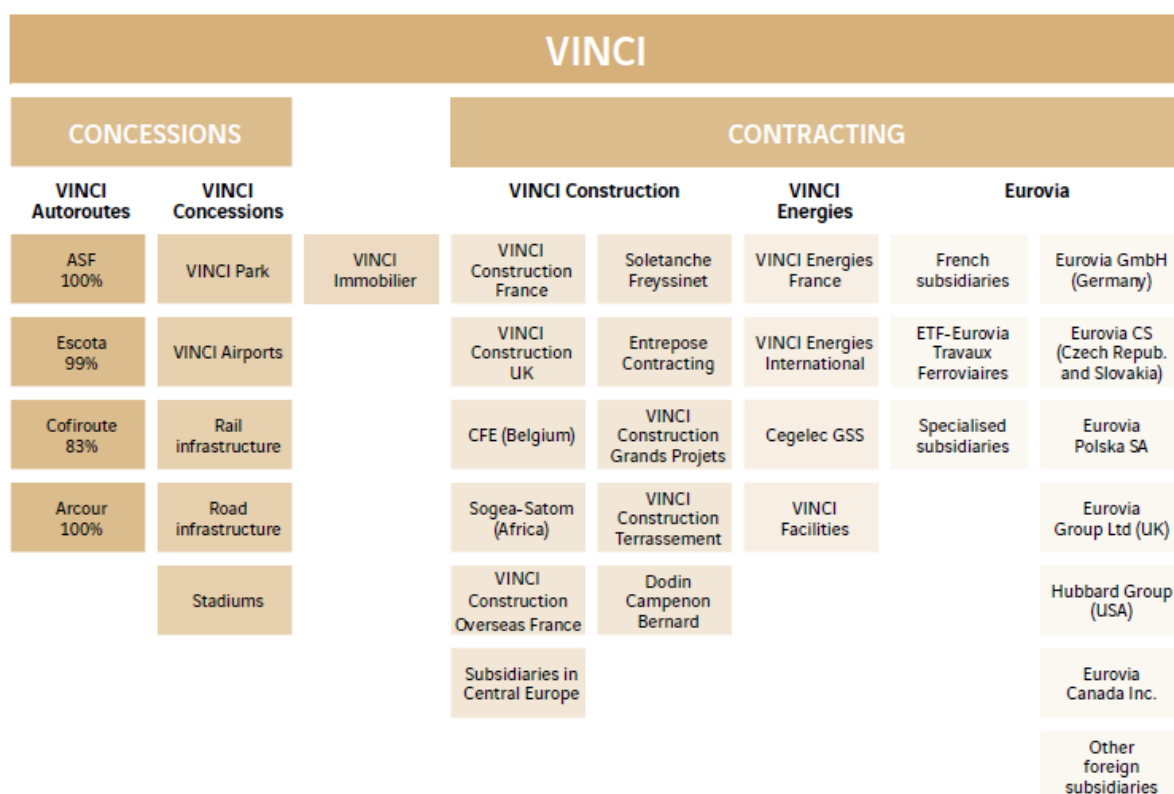 VINCI
CONCESSIONS
CONTRACTING
VINCI
Autoroutes
VINCI
Concessions
VINCI Construction
VINCI
Energies
Eurovia
ASF
100%
VINCI Park
VINCI
Immobilier
VINCI
Construction
France
Soletanche
Freyssinet
VINCI Energies
France
French
subsidiaries
Eurovia GmbH
(Germany)
Escota
99%
VINCI Airports
VINCI
Construction
UK
Entrepose
Contracting
VINCI Energies
International
ETF-Eurovia
Travaux
Ferroviaires
Eurovia CS
(Czech Repub.
and Slovakia)
Cofiroute
83%
Rail
infrastructure
CFE (Belgium)
VINCI
Construction
Grands Projets
Cegelec GSS
Specialised
subsidiaries
Eurovia
Polska SA
Arcour
100%
Road
infrastructure
Sogea-Satom
(Africa)
VINCI
Construction
Terrassement
VINCI
Facilities
Eurovia
Group Ltd (UK)
Stadiums
VINCI
Construction
Overseas France
Dodin
Campenon
Bernard
Hubbard Group
(USA)
Subsidiaries in
Central Europe
Eurovia
Canada Inc.
Other
foreign
subsidiaries